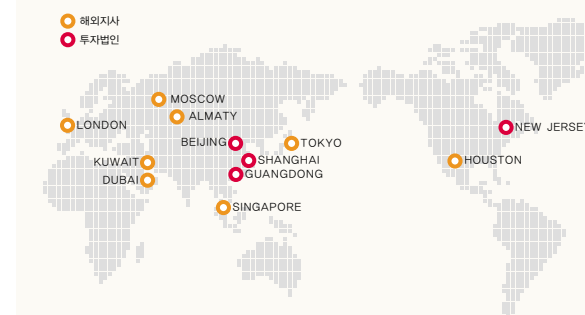 해외지사
투자법인
MOSCOW
ALMATY
LONDON
BEIJING
TOKYO
NEW JERSEY
KUWAIT
SHANGHAI
HOUSTON
DUBAI
GUANGDONG
SINGAPORE